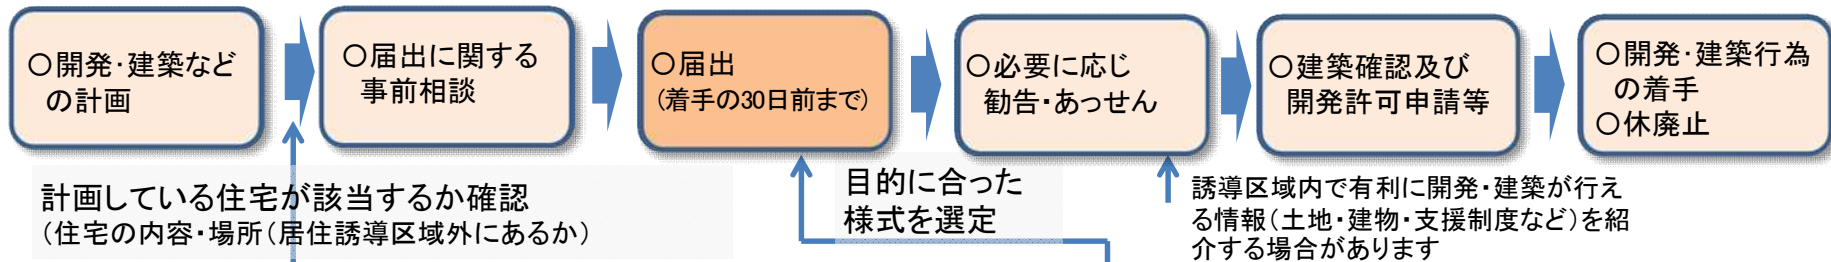 ○開発・建築など
の計画
○届出に関する
事前相談
○届出
(着手の30日前まで)
○必要に応じ
勧告・あっせん
○建築確認及び
開発許可申請等
○開発・建築行為
の着手
○休廃止
計画している住宅が該当するか確認
（住宅の内容・場所（居住誘導区域外にあるか）
目的に合った
様式を選定
誘導区域内で有利に開発・建築が行え
る情報（土地・建物・支援制度など）を紹
介する場合があります